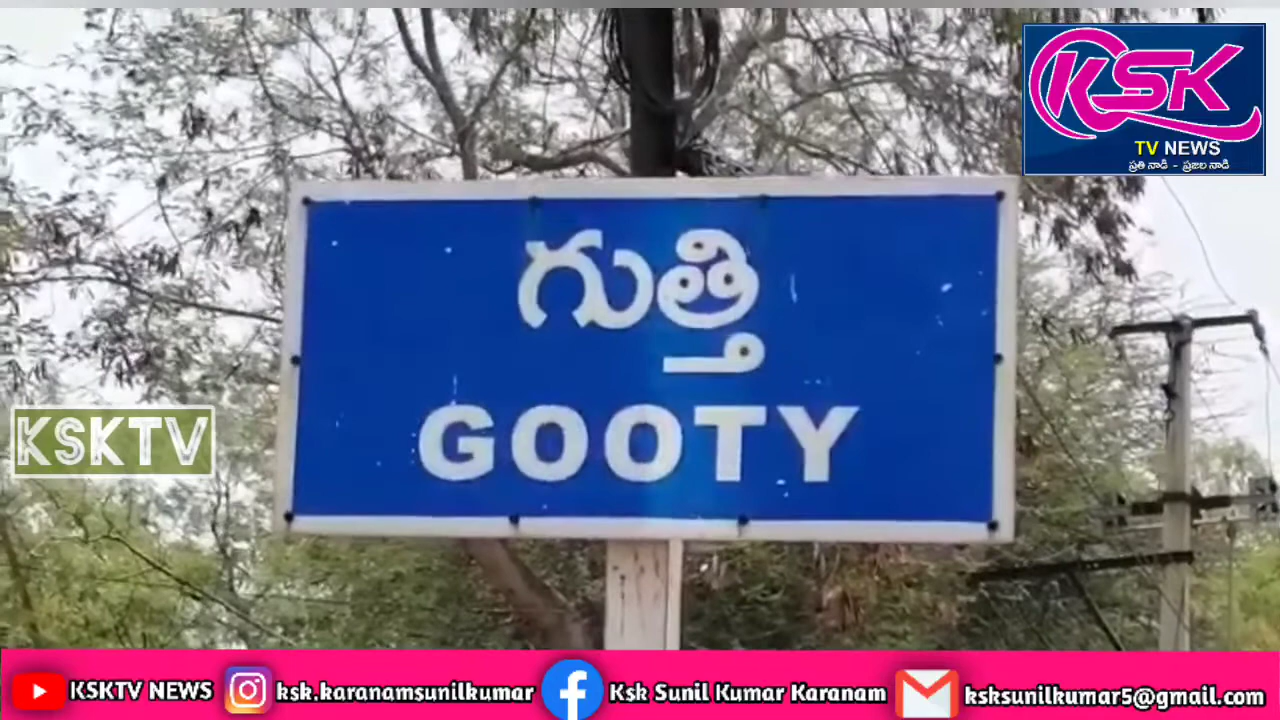 KSK
TV NEWS
ప్రతి నాడి - ప్రజల నాడి
గుత్తి
GOOTY
KSKTV
KSKTV NEWS
ksk.karanamsunilkumar
Ksk Sunil Kumar Karanam
ksksunilkumar5@gmail.com